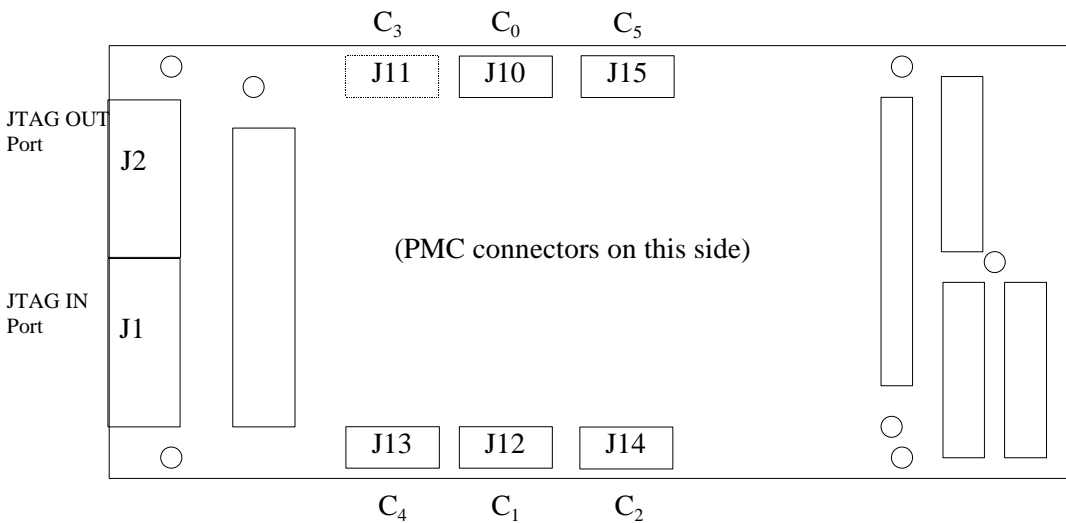 C₃ C₀ C₅
J11 J10 J15
JTAG OUT
Port
J2
(PMC connectors on this side)
JTAG IN
Port
J1
J13 J12 J14
C₄ C₁ C₂